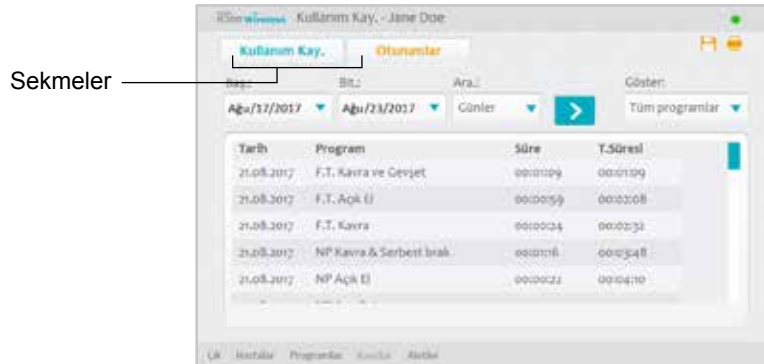 Kullanım Kay. - Jane Doe
Kullanım Kay. Otorumlar
Sekmeler
Baş.: Bit.: Ara.: Göster:
Ağu/17/2017 Ağu/23/2017 Günler Tüm programlar
Tarih Program Süre T.Süresi
21.08.2017 F.T. Kavra ve Gevşet 00:01:09 00:01:09
21.08.2017 F.T. Açık El 00:00:59 00:02:08
21.08.2017 F.T. Kavra 00:00:24 00:02:32
21.08.2017 NP Kavra & Serbest bırak 00:01:16 00:03:48
21.08.2017 NP Açık El 00:00:22 00:04:10
Hastalar Programlar Kayıtlar Aletler